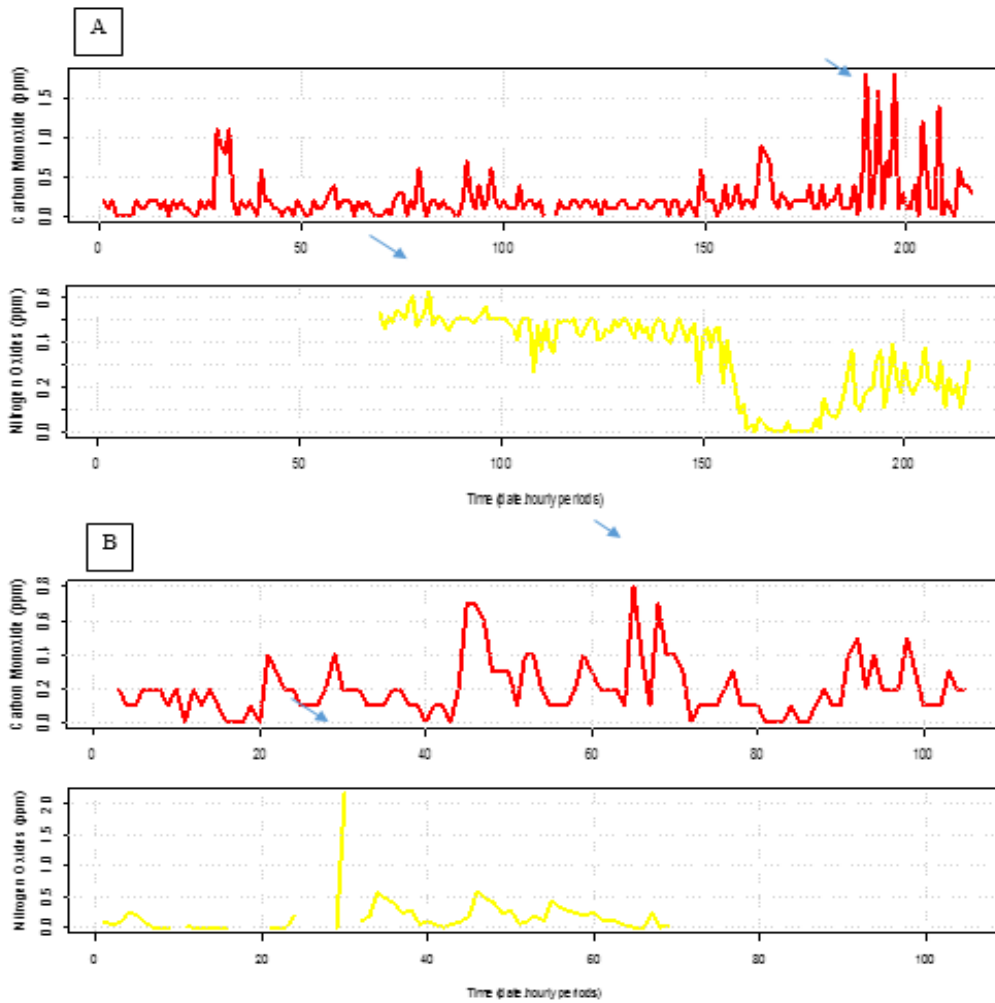 A
Carbon Monoxide (ppm)
0.0 0.5 1.0 1.5
0 50 100 150 200
Nitrogen Oxides (ppm)
0.0 0.2 0.4 0.6
0 50 100 150 200
Time (date.hourly periods)
B
Carbon Monoxide (ppm)
0.0 0.2 0.4 0.6 0.8
0 20 40 60 80 100
Nitrogen Oxides (ppm)
0.0 0.5 1.0 1.5 2.0
0 20 40 60 80 100
Time (date.hourly periods)